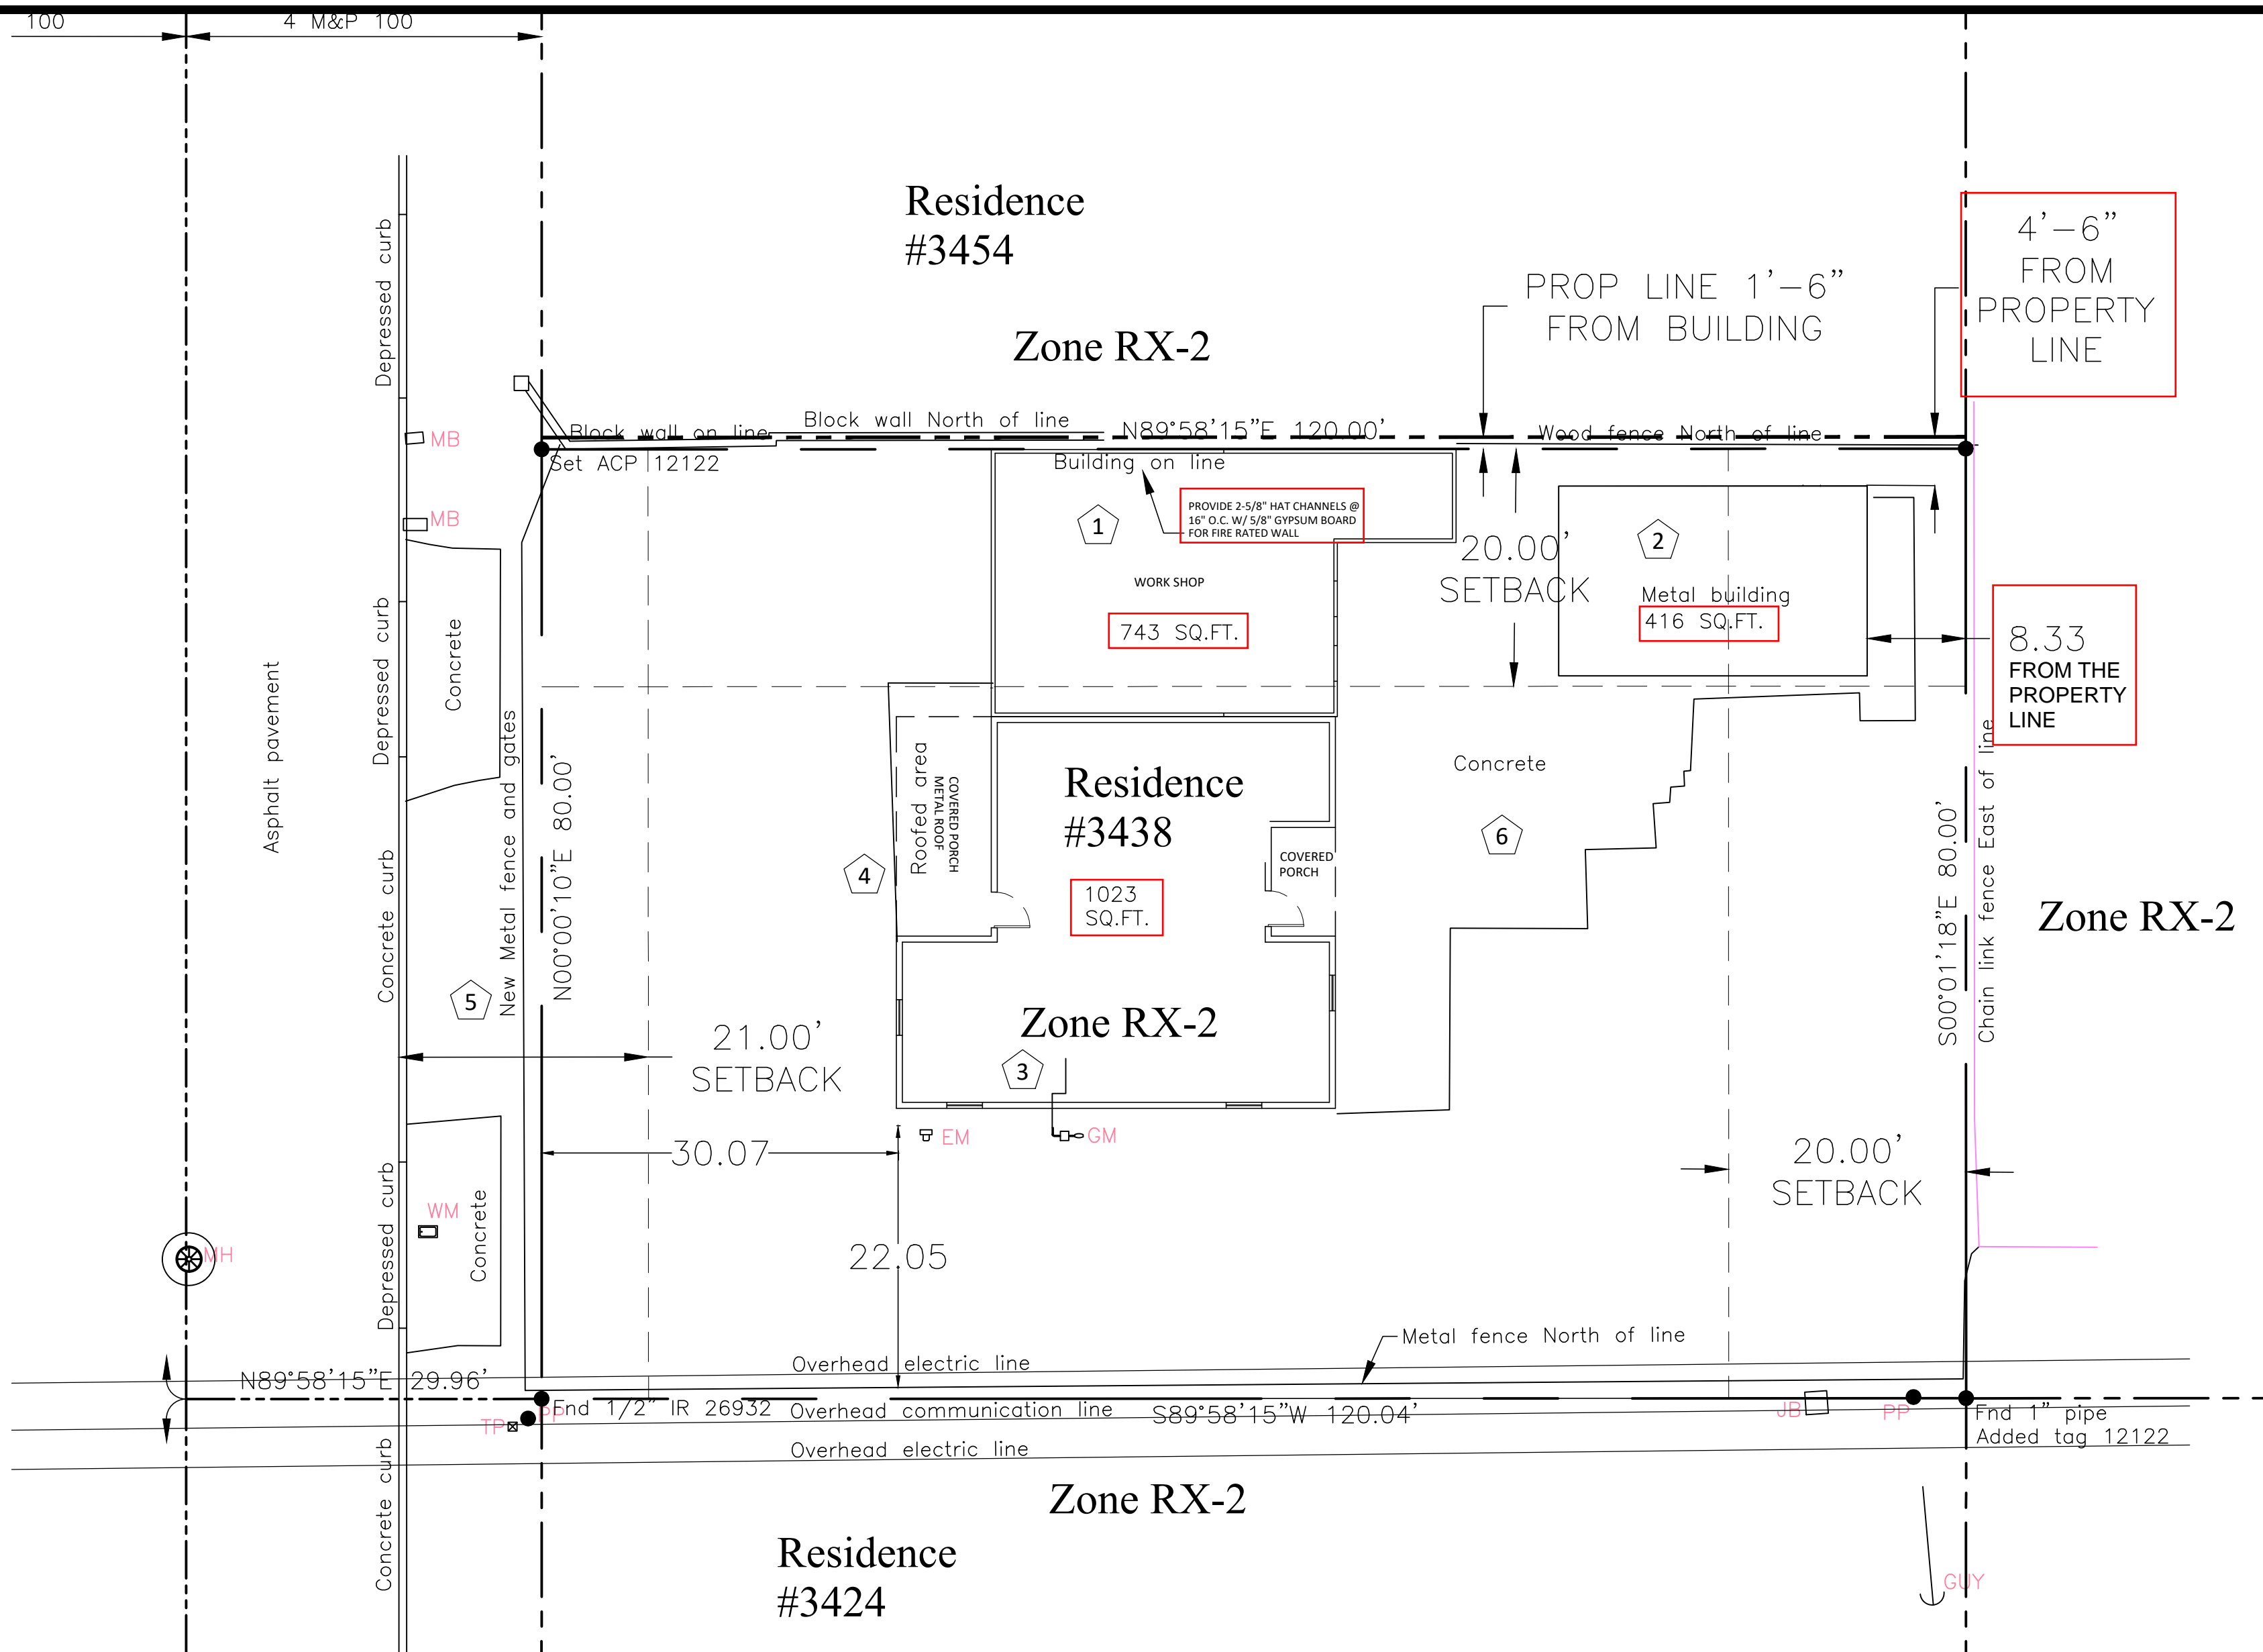 100
4 M&P 100
Residence
#3454
Zone RX-2
PROP LINE 1'-6"
FROM BUILDING
4'-6"
FROM
PROPERTY
LINE
Depressed curb
MB
MB
Block wall on line
Block wall North of line
N89°58'15"E 120.00'
Wood fence North of line
Set ACP 12122
Building on line
1
PROVIDE 2-5/8" HAT CHANNELS @
16" O.C. W/ 5/8" GYPSUM BOARD
FOR FIRE RATED WALL
WORK SHOP
743 SQ.FT.
20.00'
SETBACK
2
Metal building
416 SQ.FT.
8.33
FROM THE
PROPERTY
LINE
Asphalt pavement
Depressed curb
Concrete
New Metal fence and gates
N00°00'10"E 80.00'
Concrete curb
5
4
Roofed area
COVERED PORCH
METAL ROOF
Residence
#3438
1023
SQ.FT.
COVERED
PORCH
Concrete
6
S00°01'18"E 80.00'
Chain link fence East of line
Zone RX-2
Zone RX-2
3
21.00'
SETBACK
30.07
EM
GM
22.05
20.00'
SETBACK
WM
Concrete
Depressed curb
MH
Metal fence North of line
Overhead electric line
N89°58'15"E 29.96'
Fnd 1/2" IR 26932
PP
TP
Overhead communication line
S89°58'15"W 120.04'
JB
PP
Fnd 1" pipe
Added tag 12122
Overhead electric line
Concrete curb
Zone RX-2
Residence
#3424
GUY